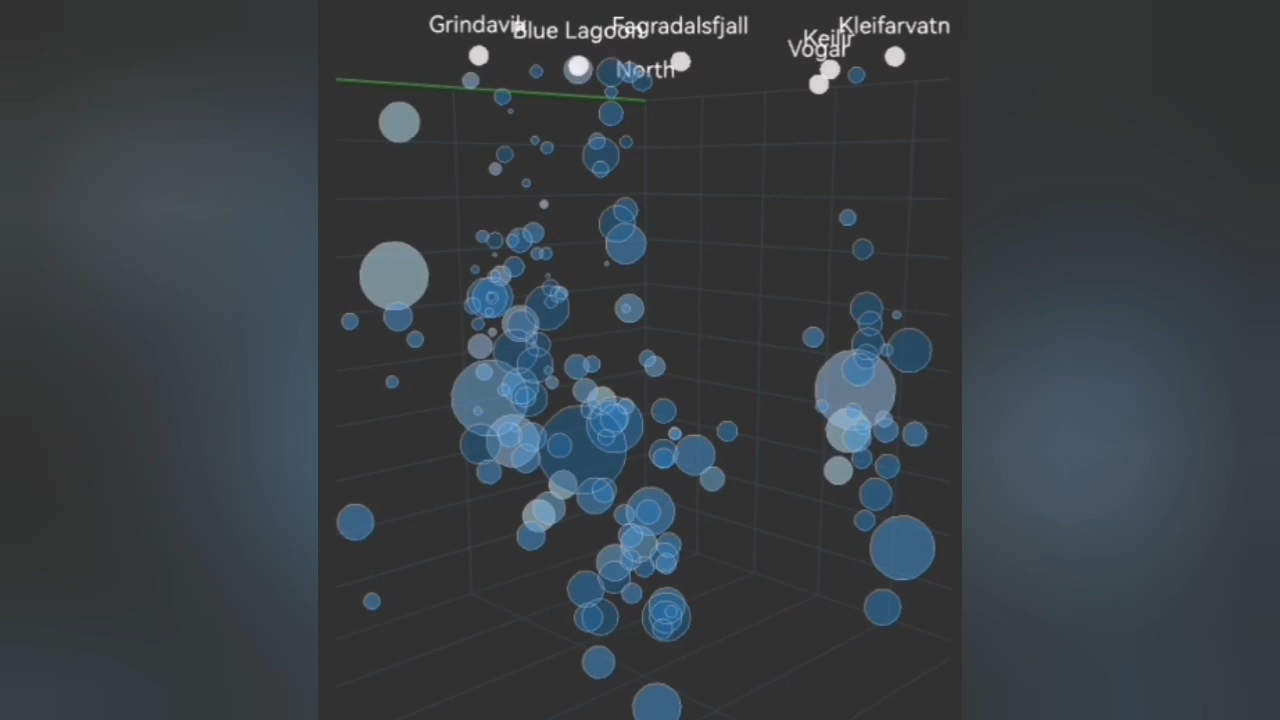 Grindavik
Blue Lagoon
Fagradalsfjall
North
Keilir
Vogar
Kleifarvatn